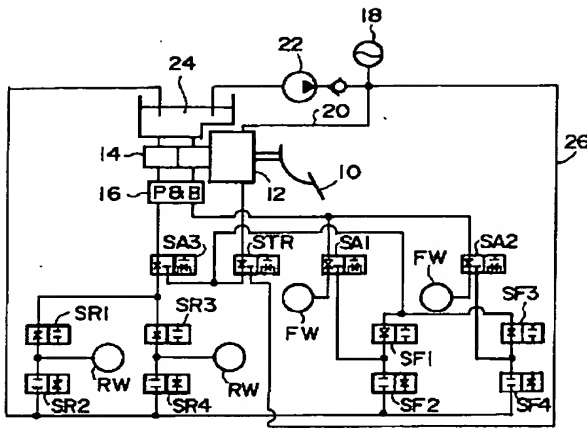 18
22
24
20
14
26
10
16 P&B
12
SA3 STR SA1 SA2
FW
FW SF3
SR1 SR3
SF1
RW RW
SR2 SR4 SF2 SF4